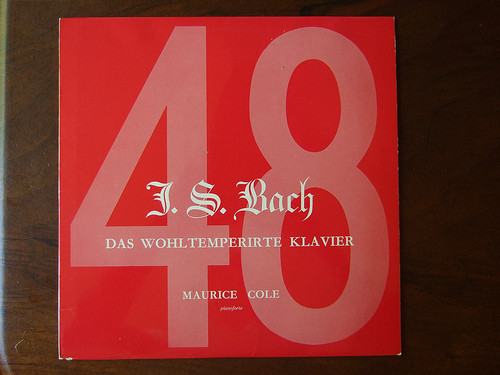 48
J. S. Bach
DAS WOHLTEMPERIRTE KLAVIER
MAURICE COLE
pianoforte